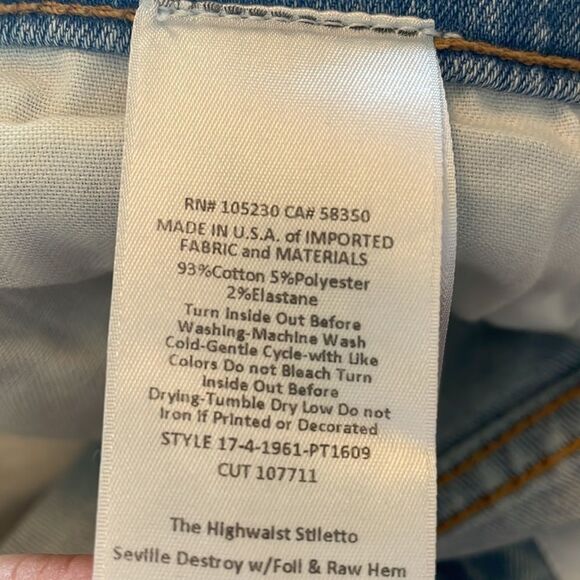 RN# 105230 CA# 58350
MADE IN U.S.A. of IMPORTED
FABRIC and MATERIALS
93%Cotton 5%Polyester
2%Elastane
Turn Inside Out Before
Washing-Machine Wash
Cold-Gentle Cycle-with Like
Colors Do not Bleach Turn
Inside Out Before
Drying-Tumble Dry Low Do not
Iron If Printed or Decorated
STYLE 17-4-1961-PT1609
CUT 107711
The Highwaist Stiletto
Seville Destroy w/Foil & Raw Hem